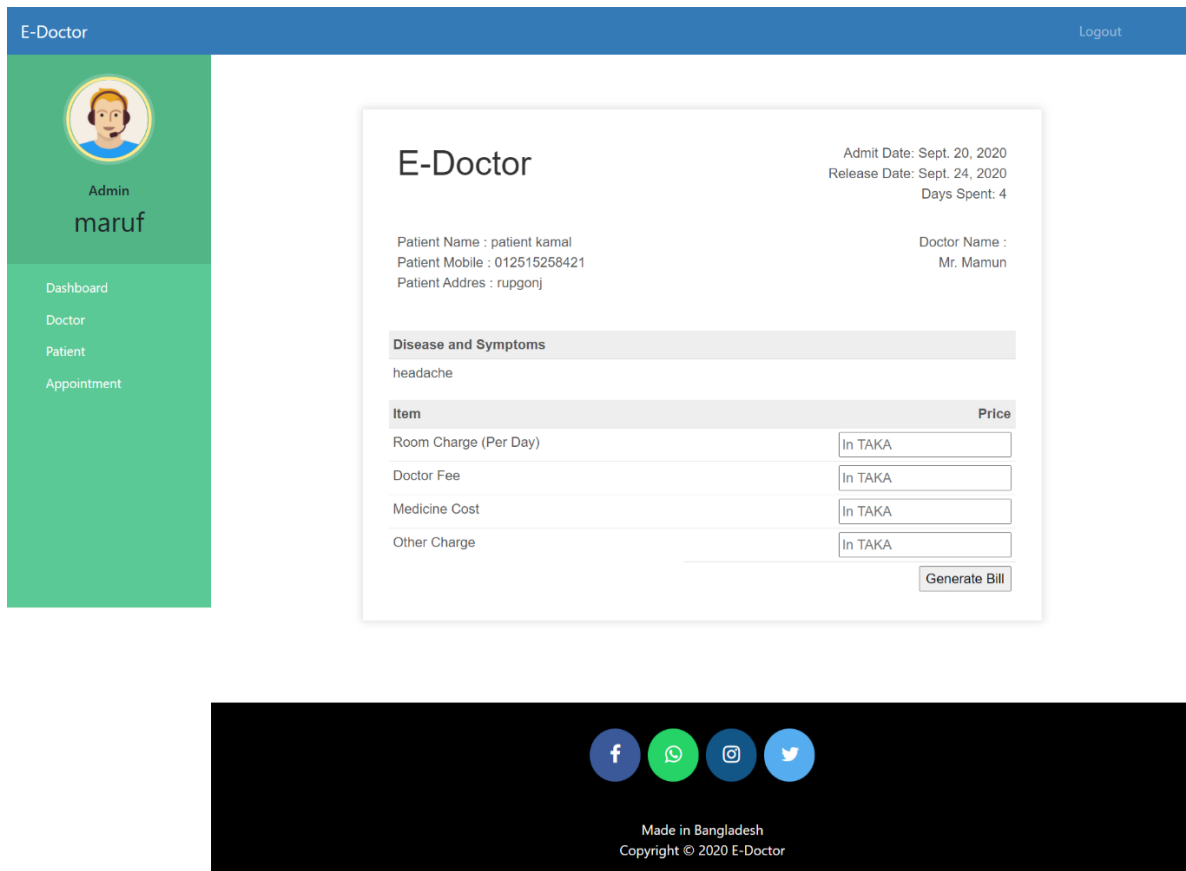 E-Doctor
Logout
Admin
maruf
Dashboard
Doctor
Patient
Appointment
E-Doctor
Admit Date: Sept. 20, 2020
Release Date: Sept. 24, 2020
Days Spent: 4
Patient Name : patient kamal
Patient Mobile : 012515258421
Patient Addres : rupgonj
Doctor Name :
Mr. Mamun
Disease and Symptoms
headache
Item Price
Room Charge (Per Day) In TAKA
Doctor Fee In TAKA
Medicine Cost In TAKA
Other Charge In TAKA
Generate Bill
Made in Bangladesh
Copyright © 2020 E-Doctor